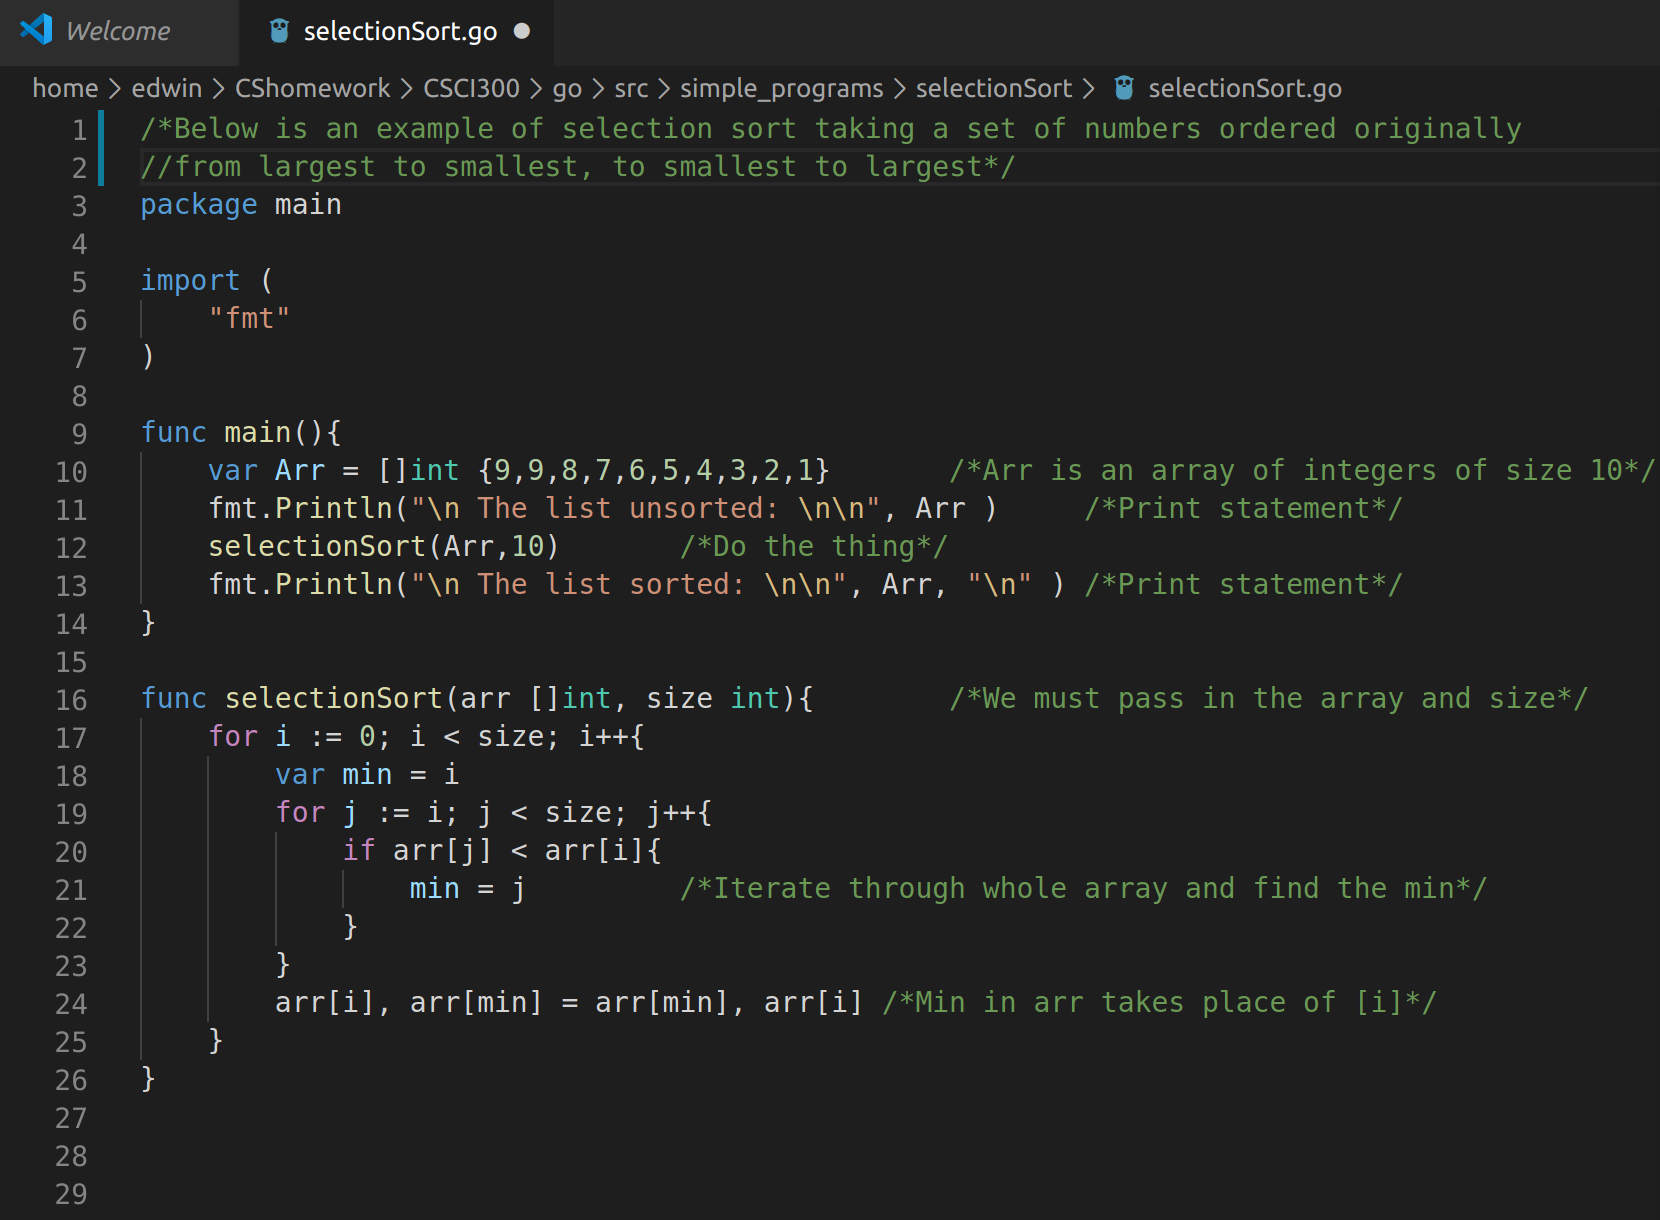 Welcome selectionSort.go
home > edwin > CShomework > CSCI300 > go > src > simple_programs > selectionSort > selectionSort.go
1 /*Below is an example of selection sort taking a set of numbers ordered originally
2 //from largest to smallest, to smallest to largest*/
3 package main
4
5 import (
6     "fmt"
7 )
8
9 func main(){
10     var Arr = []int {9,9,8,7,6,5,4,3,2,1}       /*Arr is an array of integers of size 10*/
11     fmt.Println("\n The list unsorted: \n\n", Arr )     /*Print statement*/
12     selectionSort(Arr,10)       /*Do the thing*/
13     fmt.Println("\n The list sorted: \n\n", Arr, "\n" ) /*Print statement*/
14 }
15
16 func selectionSort(arr []int, size int){        /*We must pass in the array and size*/
17     for i := 0; i < size; i++{
18         var min = i
19         for j := i; j < size; j++{
20             if arr[j] < arr[i]{
21                 min = j         /*Iterate through whole array and find the min*/
22             }
23         }
24         arr[i], arr[min] = arr[min], arr[i] /*Min in arr takes place of [i]*/
25     }
26 }
27
28
29